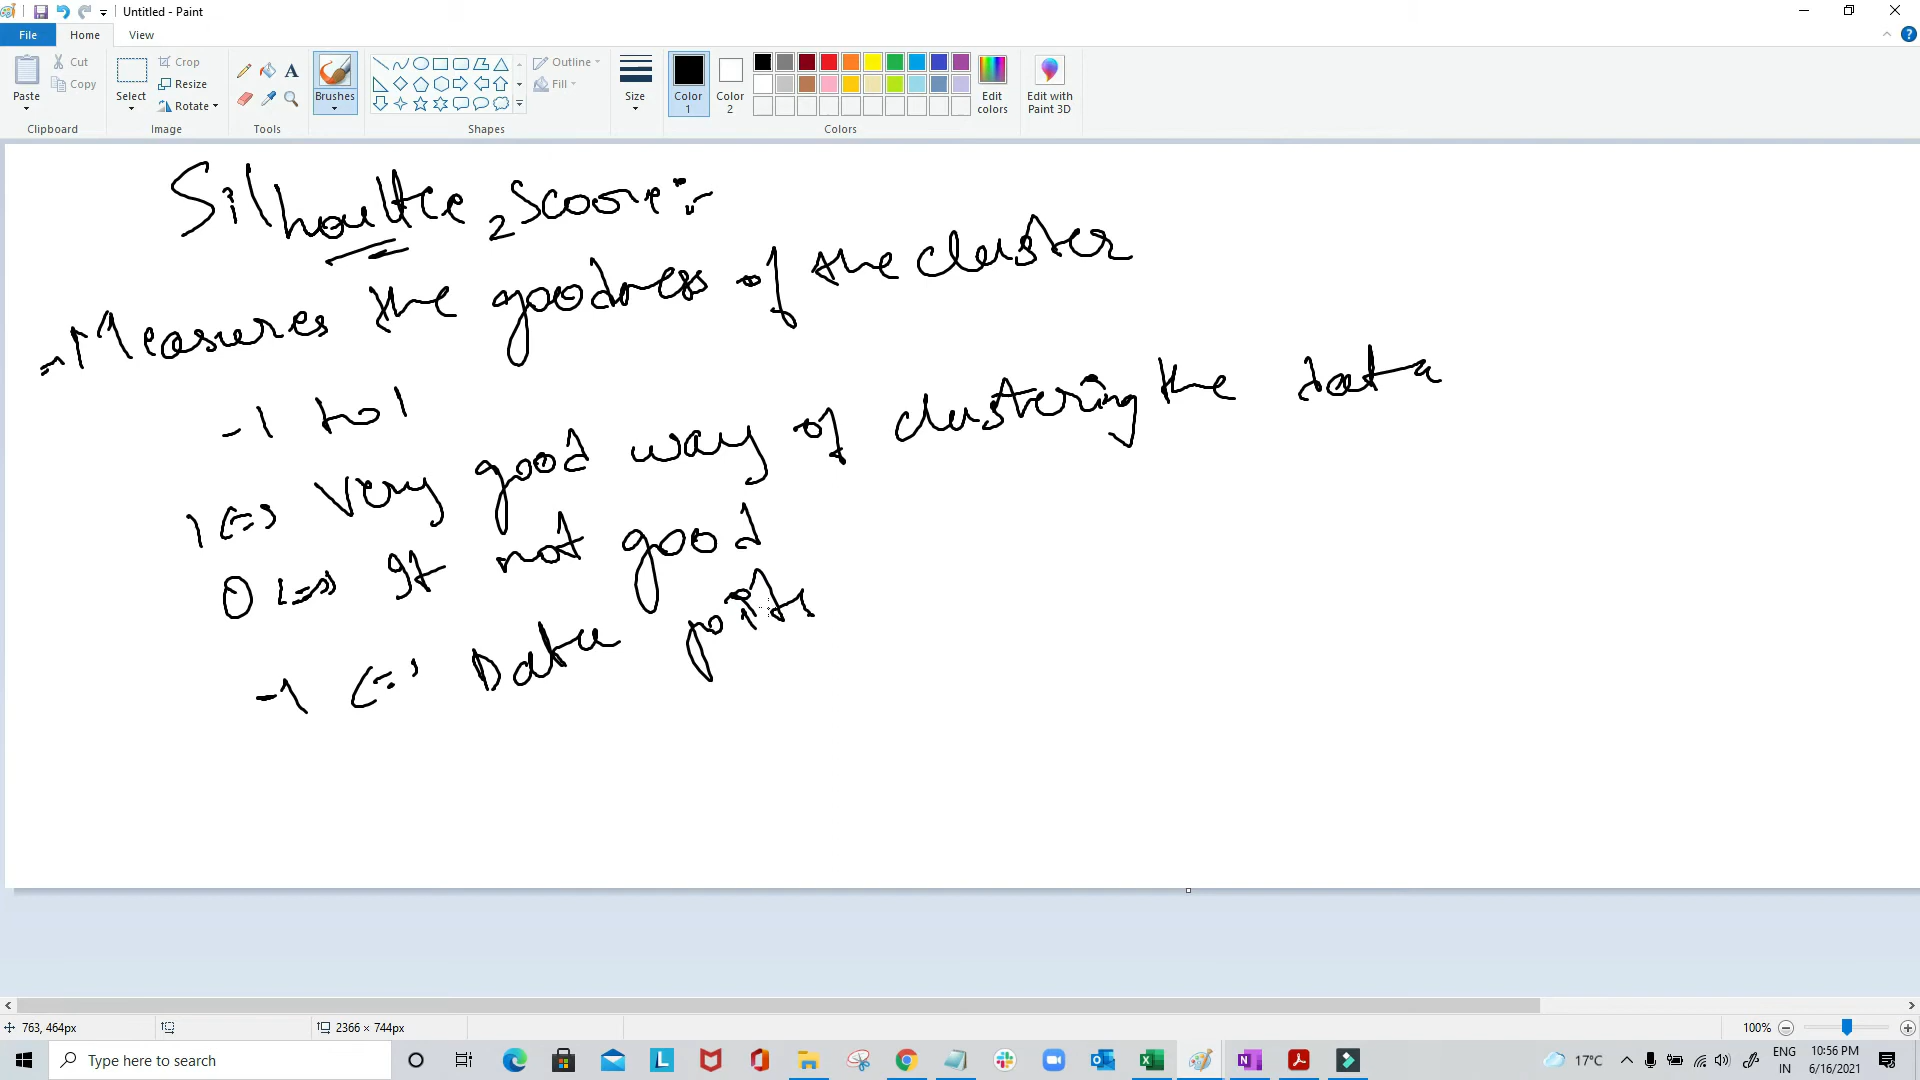 Untitled - Paint
File Home View
Paste Cut Copy Select Crop Resize Rotate Brushes Outline Fill Size Color 1 Color 2 Edit colors Edit with Paint 3D
Clipboard Image Tools Shapes Colors
Silhoultte Score:-
Measures the goodness of the cluster
-1 to 1
1 <=> Very good way of clustering the data
0 <=> It not good
-1 <=> Data points
763, 464px 2366 × 744px 100%
Type here to search 17°C ENG IN 10:56 PM 6/16/2021